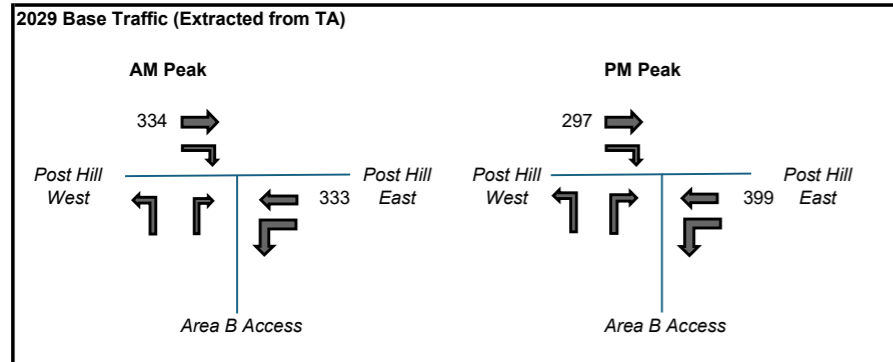 2029 Base Traffic (Extracted from TA)
AM Peak
334
Post Hill
West
Post Hill
East
333
Area B Access
PM Peak
297
Post Hill
West
Post Hill
East
399
Area B Access